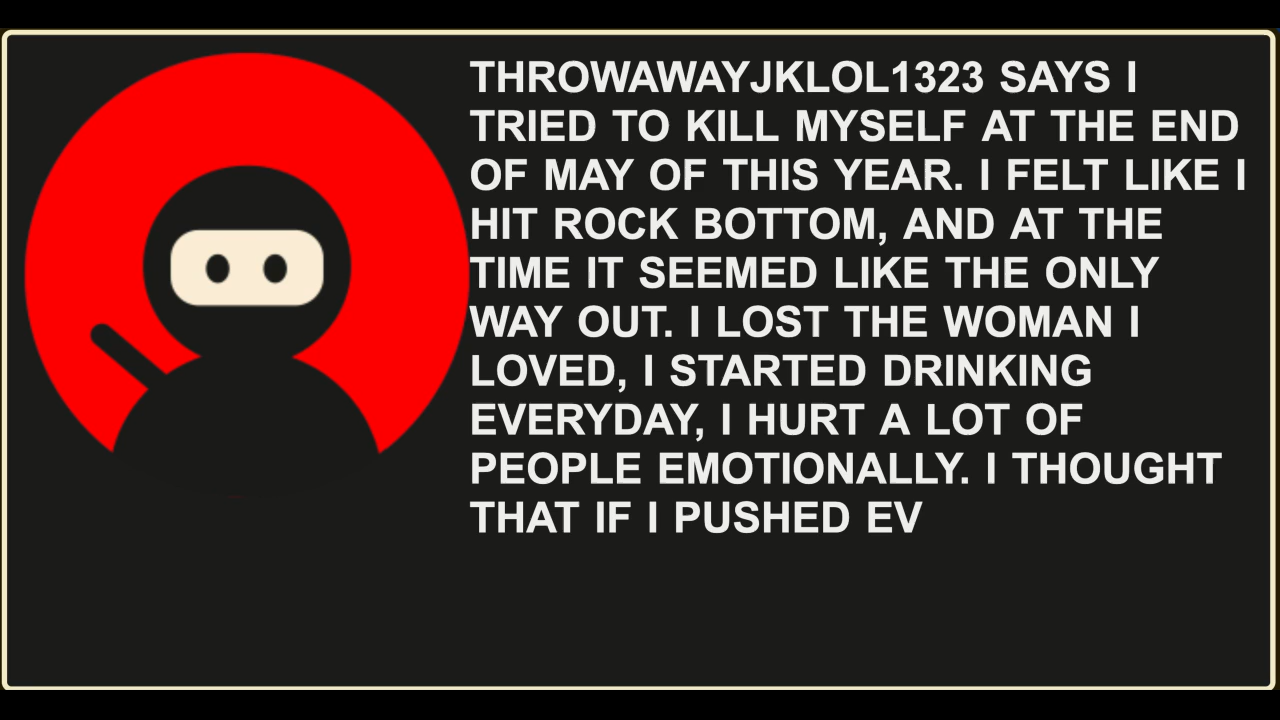 THROWAWAYJKLOL1323 SAYS I
TRIED TO KILL MYSELF AT THE END
OF MAY OF THIS YEAR. I FELT LIKE I
HIT ROCK BOTTOM, AND AT THE
TIME IT SEEMED LIKE THE ONLY
WAY OUT. I LOST THE WOMAN I
LOVED, I STARTED DRINKING
EVERYDAY, I HURT A LOT OF
PEOPLE EMOTIONALLY. I THOUGHT
THAT IF I PUSHED EV